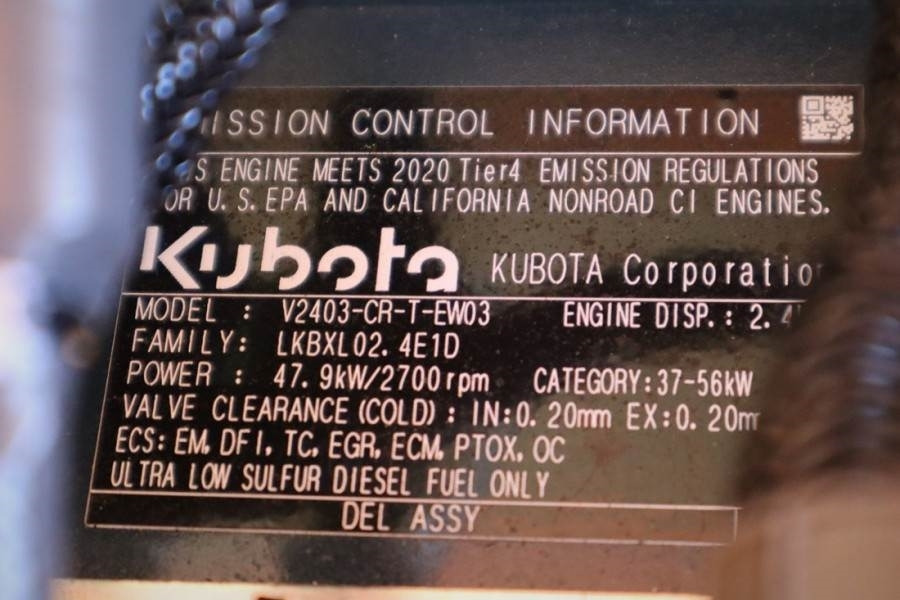 ISSION CONTROL INFORMATION
S ENGINE MEETS 2020 Tier4 EMISSION REGULATIONS
OR U.S.EPA AND CALIFORNIA NONROAD CI ENGINES.
Kubota KUBOTA Corporatio
MODEL : V2403-CR-T-EW03 ENGINE DISP.: 2.4
FAMILY: LKBXL02.4E1D
POWER : 47.9kW/2700rpm CATEGORY:37-56kW
VALVE CLEARANCE (COLD): IN:0.20mm EX:0.20m
ECS: EM, DFI, TC, EGR, ECM, PTOX, OC
ULTRA LOW SULFUR DIESEL FUEL ONLY
DEL ASSY